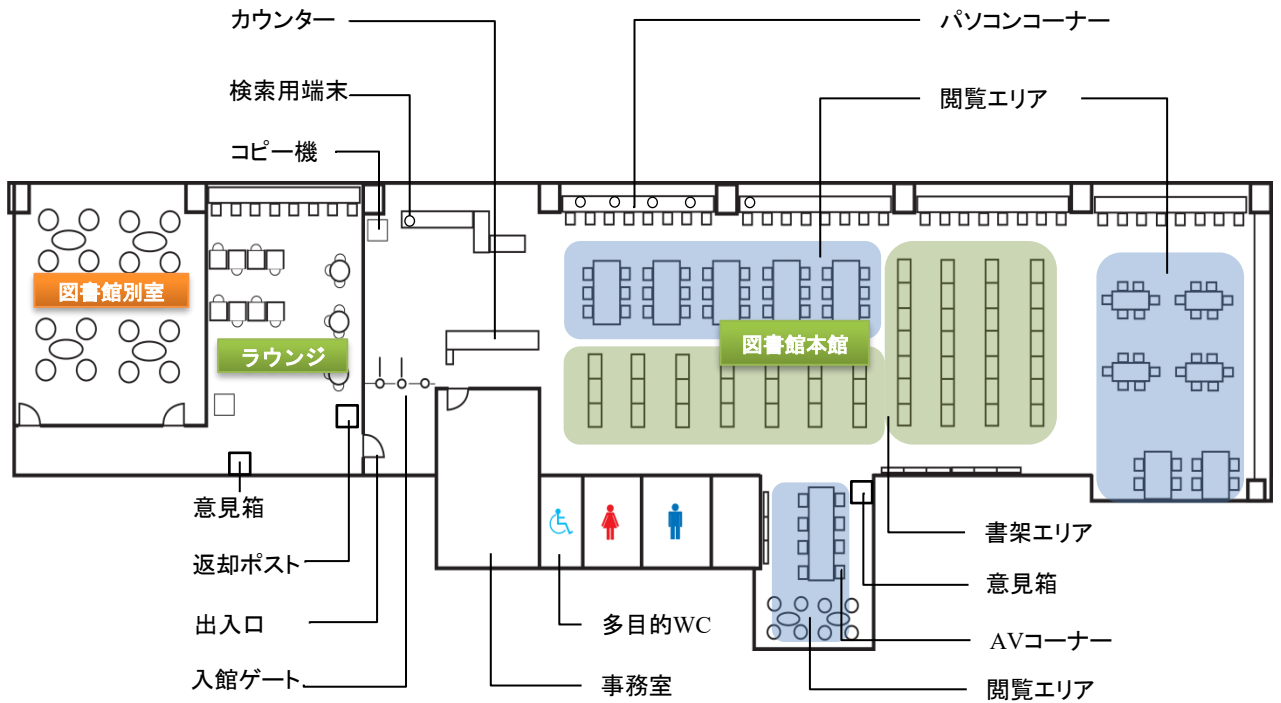 カウンター
パソコンコーナー
検索用端末
閲覧エリア
コピー機
図書館別室
ラウンジ
図書館本館
意見箱
返却ポスト
出入口
入館ゲート
多目的WC
事務室
書架エリア
意見箱
AVコーナー
閲覧エリア